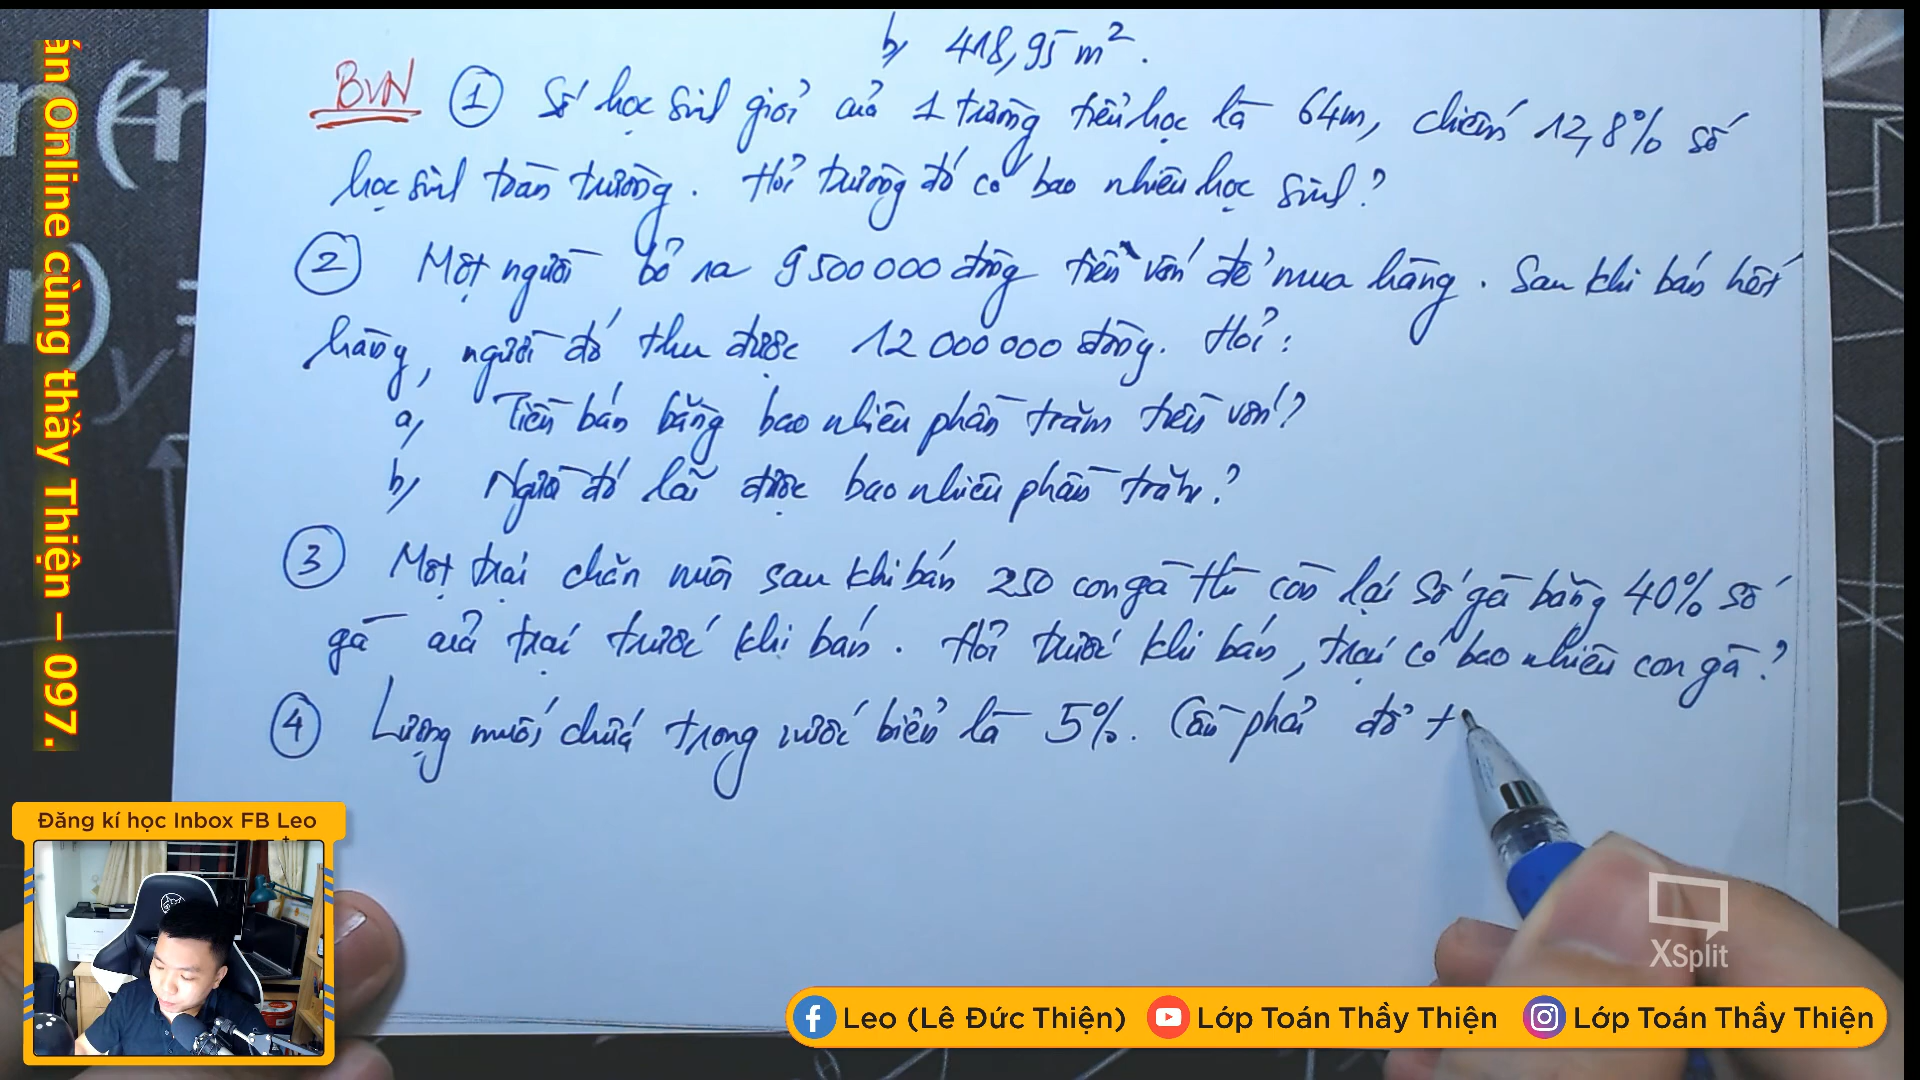 b, 418,95 m².
BVN ① Số học sinh giỏi của 1 trường tiểu học là 64 em, chiếm 12,8% số
học sinh toàn trường. Hỏi trường đó có bao nhiêu học sinh?
② Một người bỏ ra 9 500 000 đồng tiền vốn để mua hàng. Sau khi bán hết
hàng, người đó thu được 12 000 000 đồng. Hỏi:
a, Tiền bán bằng bao nhiêu phần trăm tiền vốn?
b, Người đó lãi được bao nhiêu phần trăm?
③ Một trại chăn nuôi sau khi bán 250 con gà thì còn lại số gà bằng 40% số
gà của trại trước khi bán. Hỏi trước khi bán, trại có bao nhiêu con gà?
④ Lượng muối chứa trong nước biển là 5%. Cần phải đổ t
án Online cùng thầy Thiện – 097.
Đăng kí học Inbox FB Leo
XSplit
Leo (Lê Đức Thiện) Lớp Toán Thầy Thiện Lớp Toán Thầy Thiện